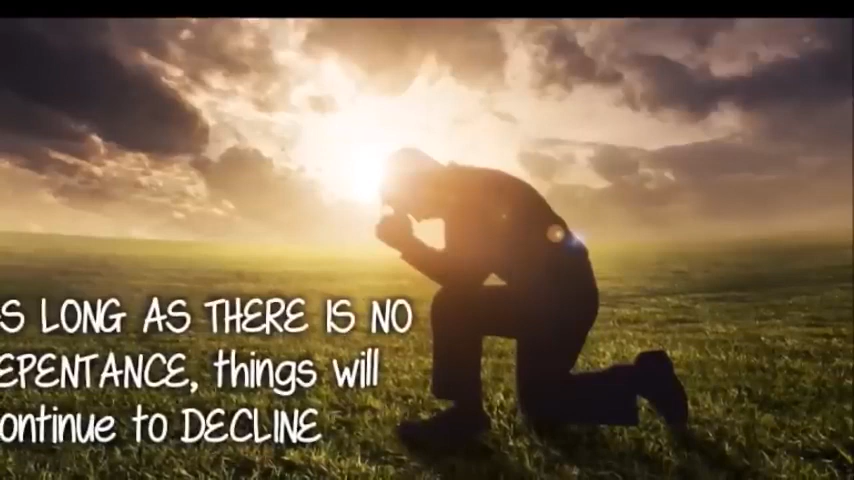 S LONG AS THERE IS NO
EPENTANCE, things will
ontinue to DECLINE